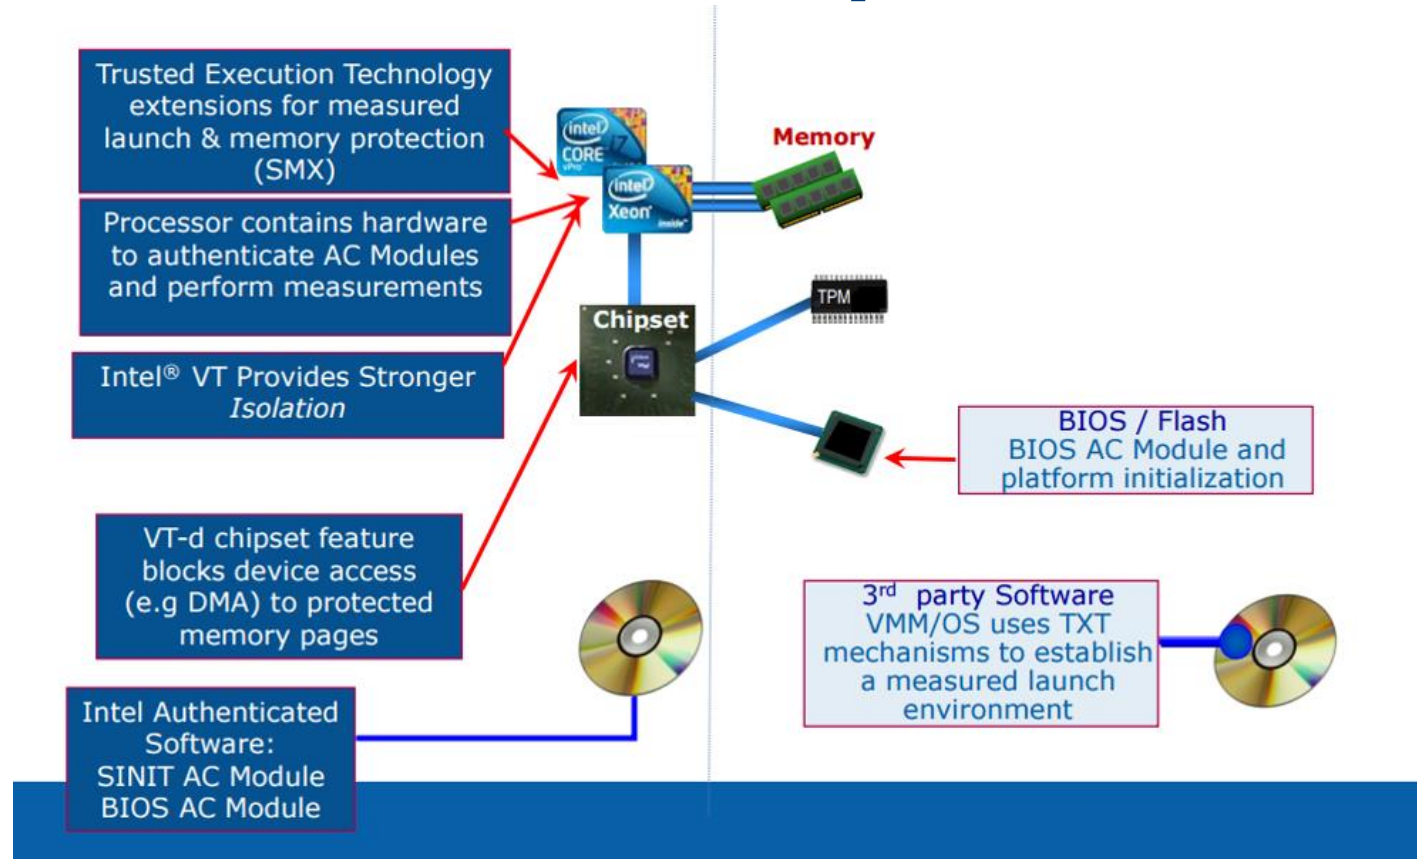 Trusted Execution Technology
extensions for measured
launch & memory protection
(SMX)
Processor contains hardware
to authenticate AC Modules
and perform measurements
Intel® VT Provides Stronger
Isolation
VT-d chipset feature
blocks device access
(e.g DMA) to protected
memory pages
Intel Authenticated
Software:
SINIT AC Module
BIOS AC Module
intel
CORE i7
vPro
intel
Xeon
inside™
Memory
Chipset
TPM
BIOS / Flash
BIOS AC Module and
platform initialization
3rd party Software
VMM/OS uses TXT
mechanisms to establish
a measured launch
environment